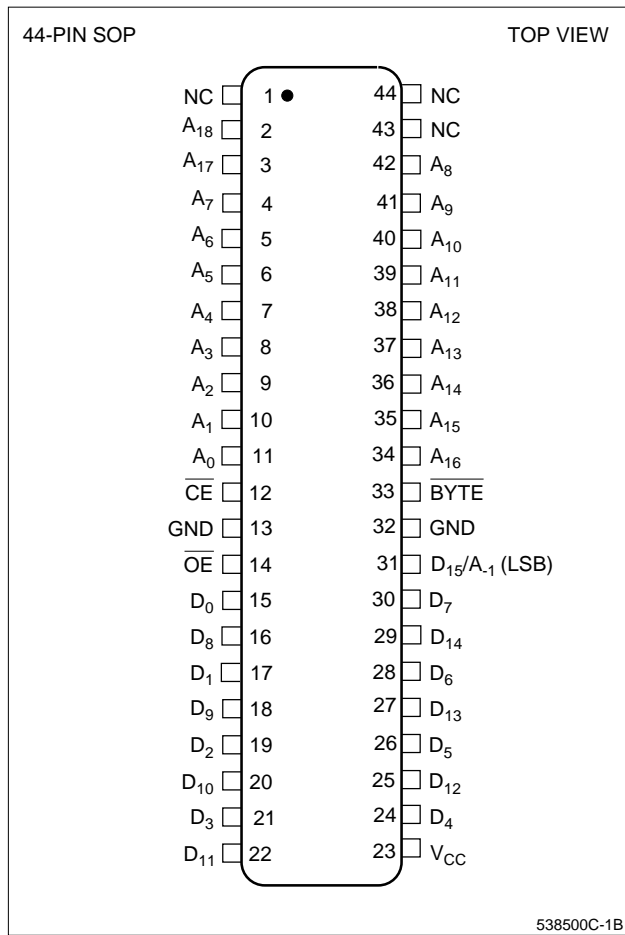 44-PIN SOP TOP VIEW
NC 1 44 NC
A18 2 43 NC
A17 3 42 A8
A7 4 41 A9
A6 5 40 A10
A5 6 39 A11
A4 7 38 A12
A3 8 37 A13
A2 9 36 A14
A1 10 35 A15
A0 11 34 A16
C̅E̅ 12 33 B̅Y̅T̅E̅
GND 13 32 GND
O̅E̅ 14 31 D15/A-1 (LSB)
D0 15 30 D7
D8 16 29 D14
D1 17 28 D6
D9 18 27 D13
D2 19 26 D5
D10 20 25 D12
D3 21 24 D4
D11 22 23 VCC
538500C-1B